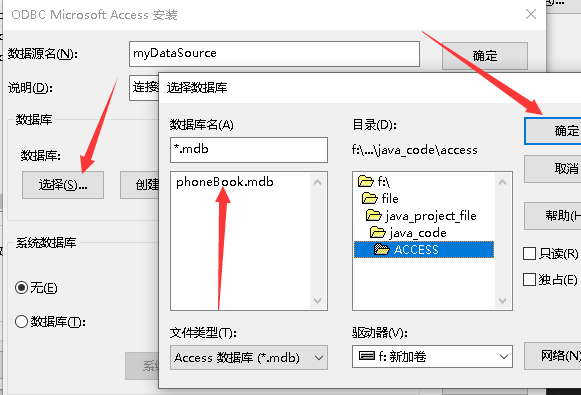 ODBC Microsoft Access 安装
数据源名(N):
myDataSource
确定
说明(D):
连接
数据库
数据库:
选择(S)...
创建
系统数据库
无(E)
数据库(T):
系
选择数据库
数据库名(A)
*.mdb
phoneBook.mdb
文件类型(T):
Access 数据库 (*.mdb)
目录(D):
f:\...\java_code\access
f:\
file
java_project_file
java_code
ACCESS
驱动器(V):
f: 新加卷
确定
取消
帮助(H
只读(R)
独占(E)
网络(N)